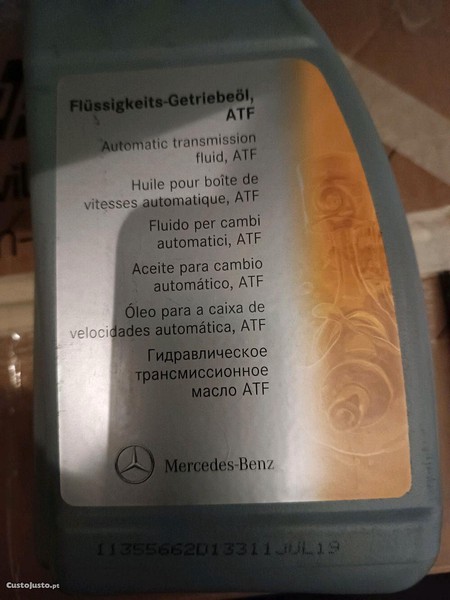 Flüssigkeits-Getriebeöl,
ATF
Automatic transmission
fluid, ATF
Huile pour boîte de
vitesses automatique, ATF
Fluido per cambi
automatici, ATF
Aceite para cambio
automático, ATF
Óleo para a caixa de
velocidades automática, ATF
Гидравлическое
трансмиссионное
масло ATF
Mercedes-Benz
11355662D13311JUL19
CustoJusto.pt